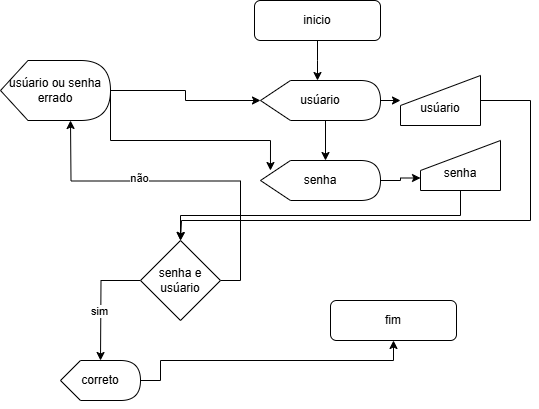 inicio
usúario ou senha
errado
usúario
usúario
senha
senha
não
senha e
usúario
sim
fim
correto